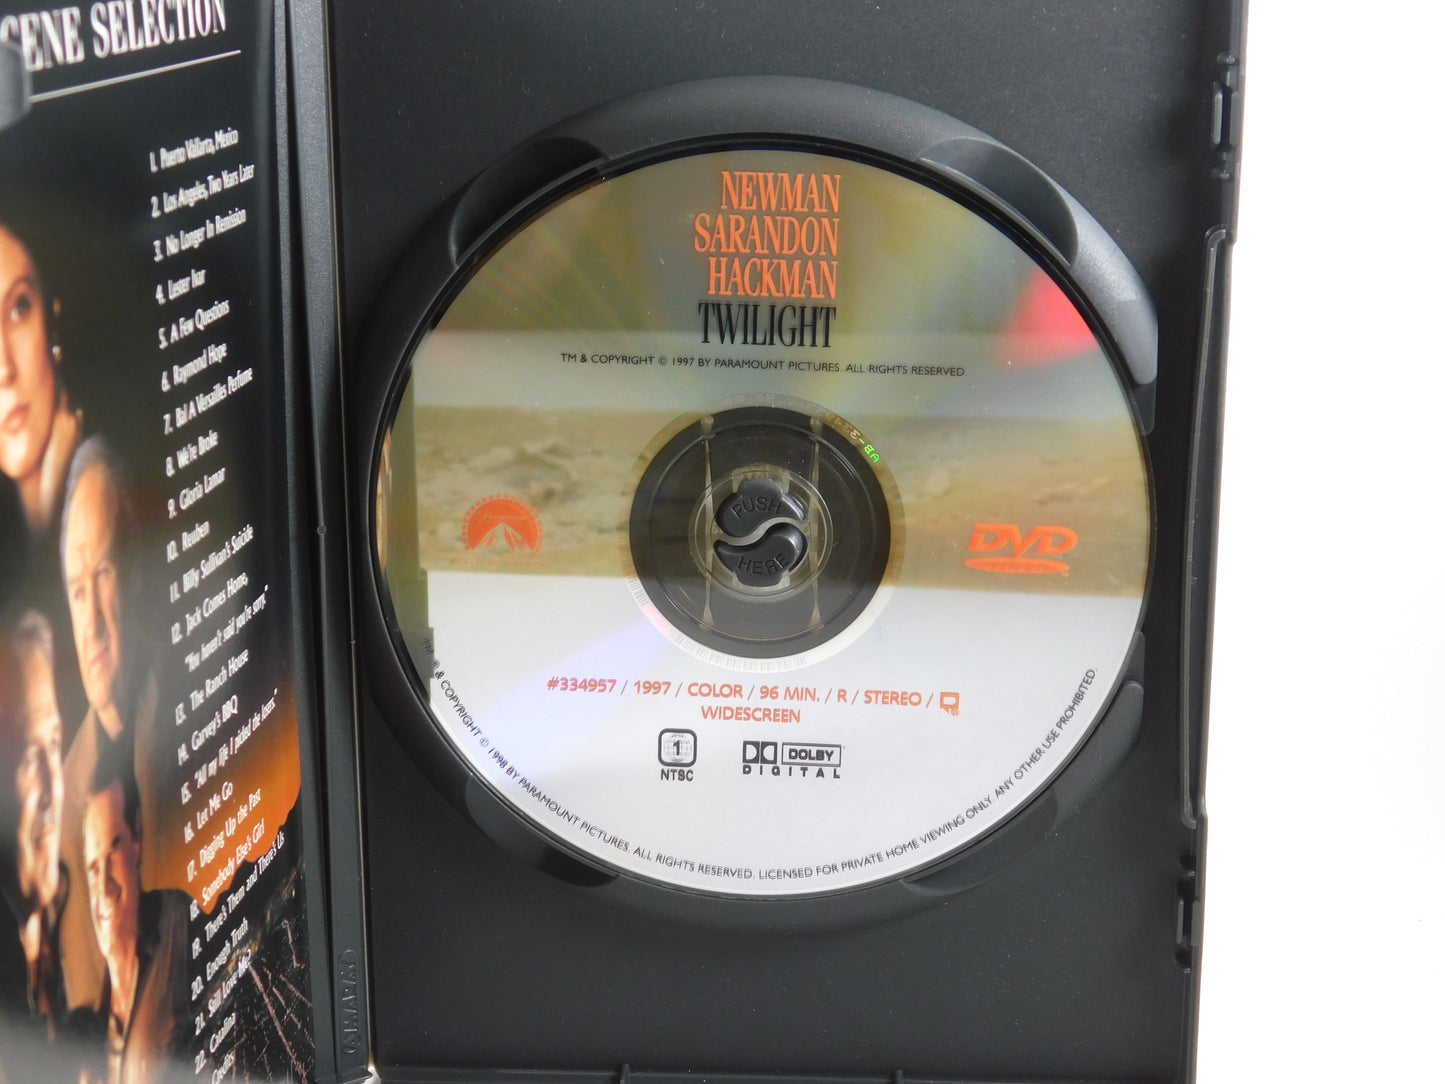 CENE SELECTION
1. Puerto Vallarta, Mexico
2. Los Angeles, Two Years Later
3. No Longer In Remission
4. Lester Ivar
5. A Few Questions
6. Raymond Hope
7. Bal A Versailles Perfume
8. We're Broke
9. Gloria Lamar
10. Reuben
11. Billy Sullivan's Suicide
12. Jack Comes Home,
"You haven't said you're sorry."
13. The Ranch House
14. Garvey's BBQ
15. "All my life I picked the losers."
16. Let Me Go
17. Digging Up the Past
18. Somebody Else's Girl
19. There's Them and There's Us
20. Enough Truth
21. Still Love Me?
22. Catalina
Credits
NEWMAN
SARANDON
HACKMAN
TWILIGHT
TM & COPYRIGHT © 1997 BY PARAMOUNT PICTURES. ALL RIGHTS RESERVED.
PUSH
HERE
Paramount
DVD
#334957 / 1997 / COLOR / 96 MIN. / R / STEREO /
WIDESCREEN
1
NTSC
DOLBY
DIGITAL
TM ® & COPYRIGHT © 1998 BY PARAMOUNT PICTURES. ALL RIGHTS RESERVED. LICENSED FOR PRIVATE HOME VIEWING ONLY. ANY OTHER USE PROHIBITED.
AMARAY